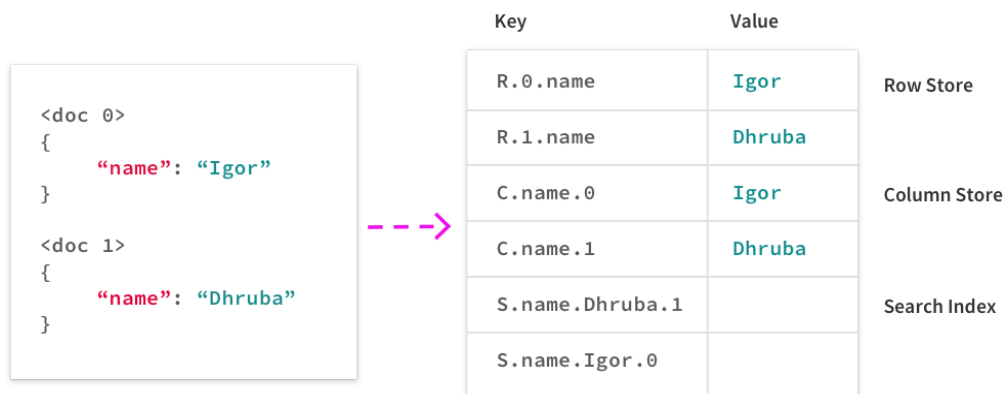 <doc 0>
{
“name”: “Igor”
}
<doc 1>
{
“name”: “Dhruba”
}
Key Value
R.0.name Igor Row Store
R.1.name Dhruba
C.name.0 Igor Column Store
C.name.1 Dhruba
S.name.Dhruba.1 Search Index
S.name.Igor.0